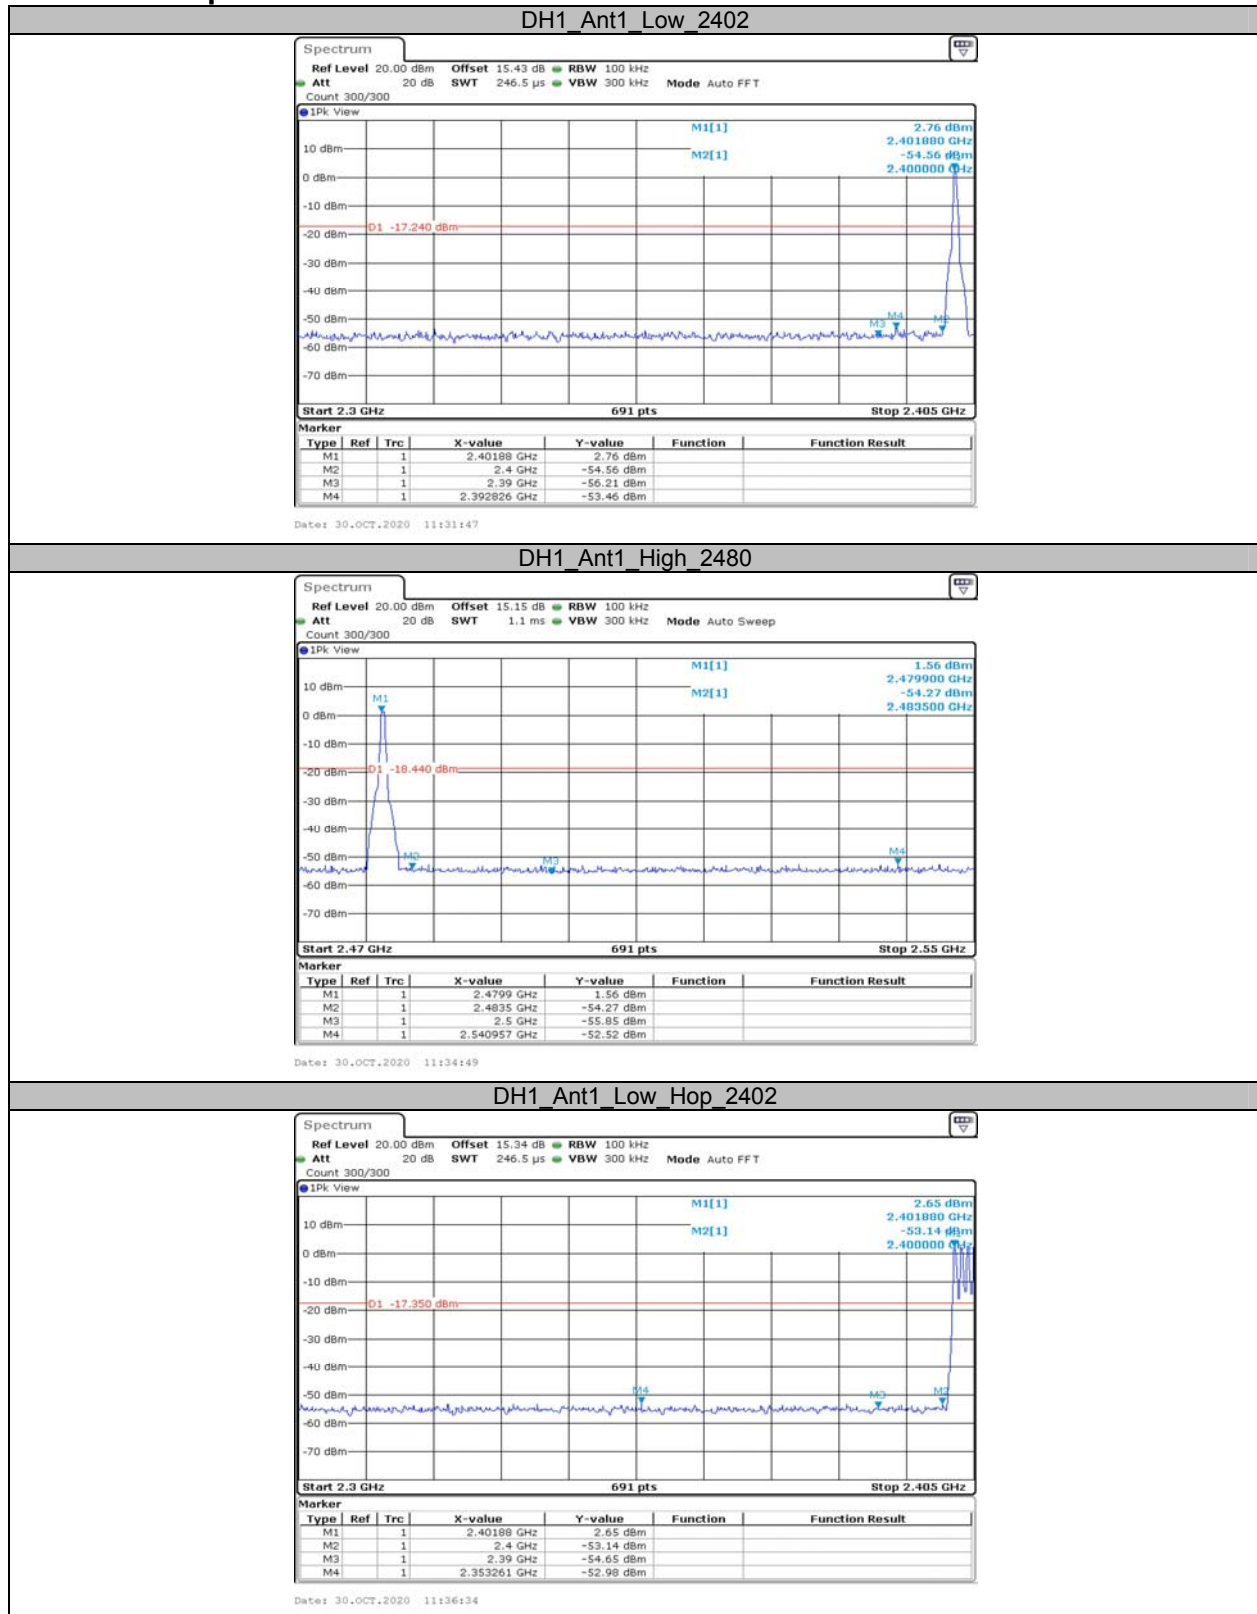 DH1_Ant1_Low_2402
Spectrum
Ref Level 20.00 dBm Offset 15.43 dB RBW 100 kHz
Att 20 dB SWT 246.5 µs VBW 300 kHz Mode Auto FFT
Count 300/300
1Pk View
M1[1] 2.76 dBm
2.401880 GHz
10 dBm
M2[1] -54.56 dBm
2.400000 GHz
0 dBm
-10 dBm
D1 -17.240 dBm
-20 dBm
-30 dBm
-40 dBm
-50 dBm
M3 M4 M2
-60 dBm
-70 dBm
Start 2.3 GHz 691 pts Stop 2.405 GHz
Marker
Type Ref Trc X-value Y-value Function Function Result
M1 1 2.40188 GHz 2.76 dBm
M2 1 2.4 GHz -54.56 dBm
M3 1 2.39 GHz -56.21 dBm
M4 1 2.392826 GHz -53.46 dBm
Date: 30.OCT.2020 11:31:47
DH1_Ant1_High_2480
Spectrum
Ref Level 20.00 dBm Offset 15.15 dB RBW 100 kHz
Att 20 dB SWT 1.1 ms VBW 300 kHz Mode Auto Sweep
Count 300/300
1Pk View
M1[1] 1.56 dBm
2.479900 GHz
10 dBm
M1
M2[1] -54.27 dBm
2.483500 GHz
0 dBm
-10 dBm
D1 -18.440 dBm
-20 dBm
-30 dBm
-40 dBm
-50 dBm
M2 M3 M4
-60 dBm
-70 dBm
Start 2.47 GHz 691 pts Stop 2.55 GHz
Marker
Type Ref Trc X-value Y-value Function Function Result
M1 1 2.4799 GHz 1.56 dBm
M2 1 2.4835 GHz -54.27 dBm
M3 1 2.5 GHz -55.85 dBm
M4 1 2.540957 GHz -52.52 dBm
Date: 30.OCT.2020 11:34:49
DH1_Ant1_Low_Hop_2402
Spectrum
Ref Level 20.00 dBm Offset 15.34 dB RBW 100 kHz
Att 20 dB SWT 246.5 µs VBW 300 kHz Mode Auto FFT
Count 300/300
1Pk View
M1[1] 2.65 dBm
2.401880 GHz
10 dBm
M2[1] -53.14 dBm
2.400000 GHz
0 dBm
-10 dBm
D1 -17.350 dBm
-20 dBm
-30 dBm
-40 dBm
-50 dBm
M4 M3 M2
-60 dBm
-70 dBm
Start 2.3 GHz 691 pts Stop 2.405 GHz
Marker
Type Ref Trc X-value Y-value Function Function Result
M1 1 2.40188 GHz 2.65 dBm
M2 1 2.4 GHz -53.14 dBm
M3 1 2.39 GHz -54.65 dBm
M4 1 2.353261 GHz -52.98 dBm
Date: 30.OCT.2020 11:36:34